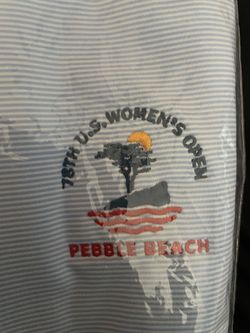 78TH U.S. WOMEN'S OPEN
PEBBLE BEACH